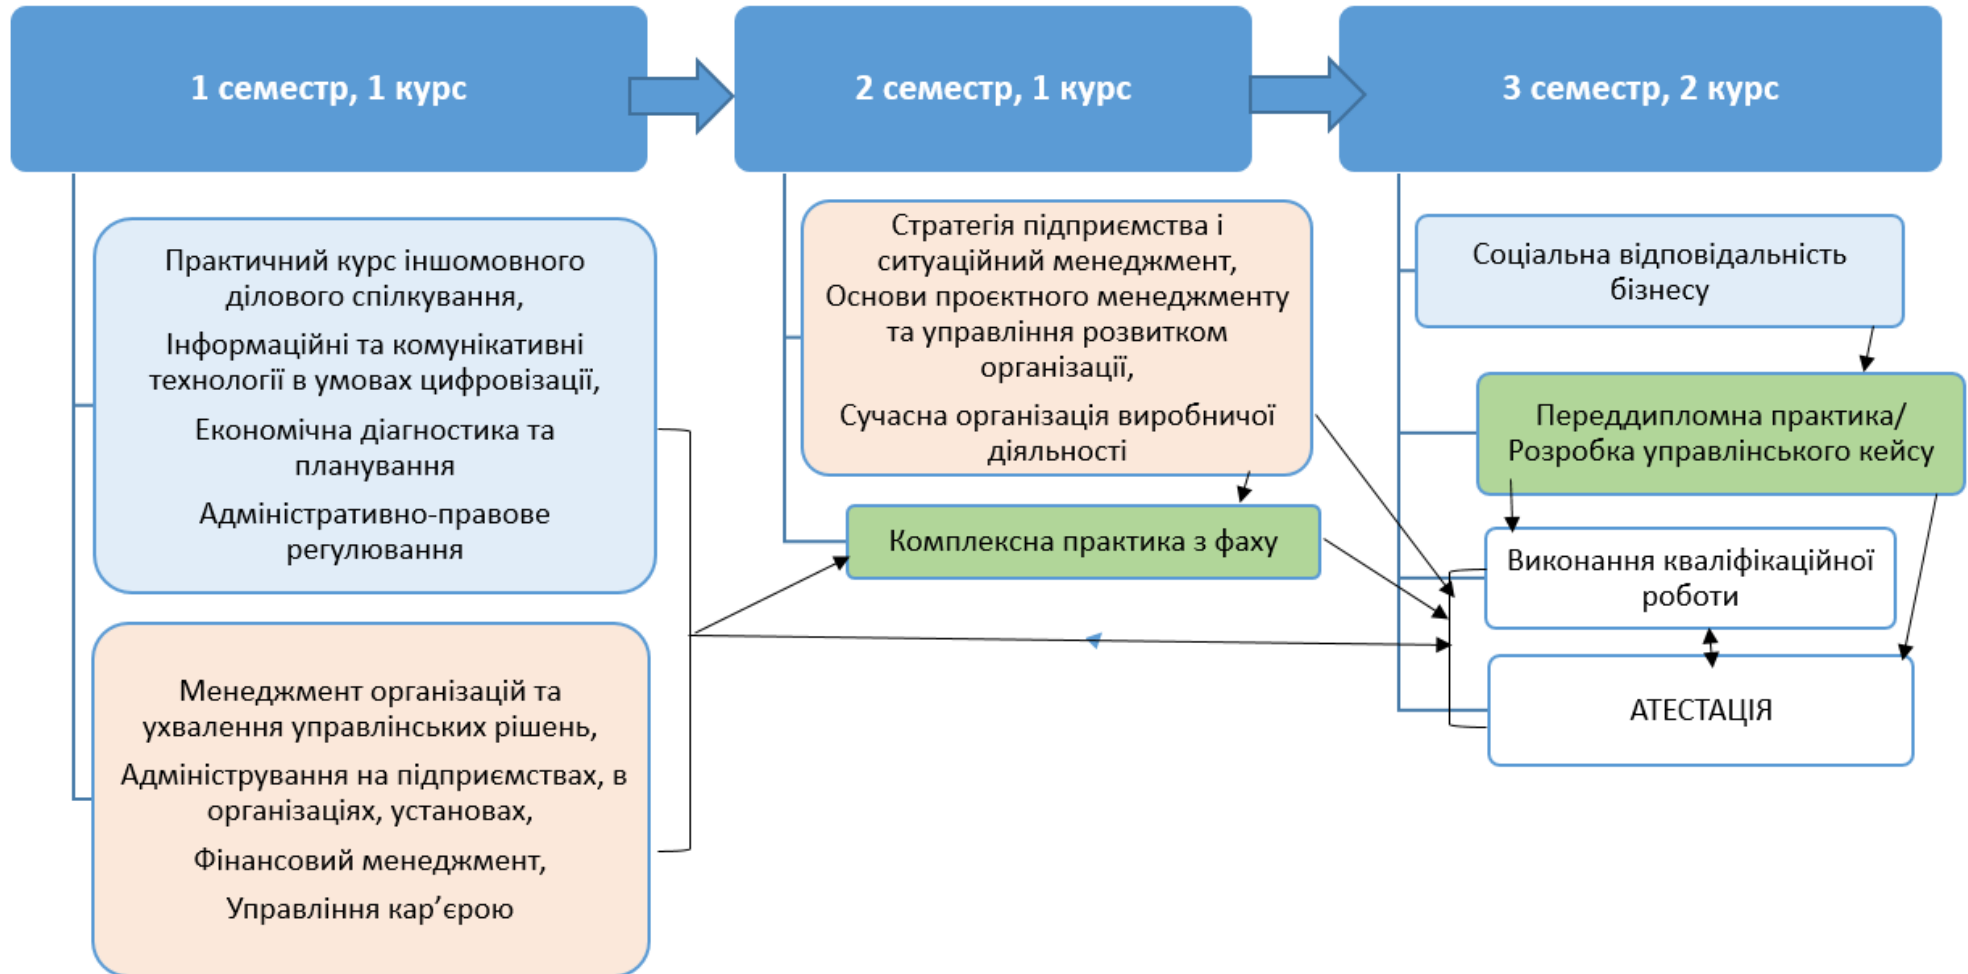 1 семестр, 1 курс
2 семестр, 1 курс
3 семестр, 2 курс
Практичний курс іншомовного
ділового спілкування,
Інформаційні та комунікативні
технології в умовах цифровізації,
Економічна діагностика та
планування
Адміністративно-правове
регулювання
Менеджмент організацій та
ухвалення управлінських рішень,
Адміністрування на підприємствах, в
організаціях, установах,
Фінансовий менеджмент,
Управління кар’єрою
Стратегія підприємства і
ситуаційний менеджмент,
Основи проєктного менеджменту
та управління розвитком
організації,
Сучасна організація виробничої
діяльності
Комплексна практика з фаху
Соціальна відповідальність
бізнесу
Переддипломна практика/
Розробка управлінського кейсу
Виконання кваліфікаційної
роботи
АТЕСТАЦІЯ